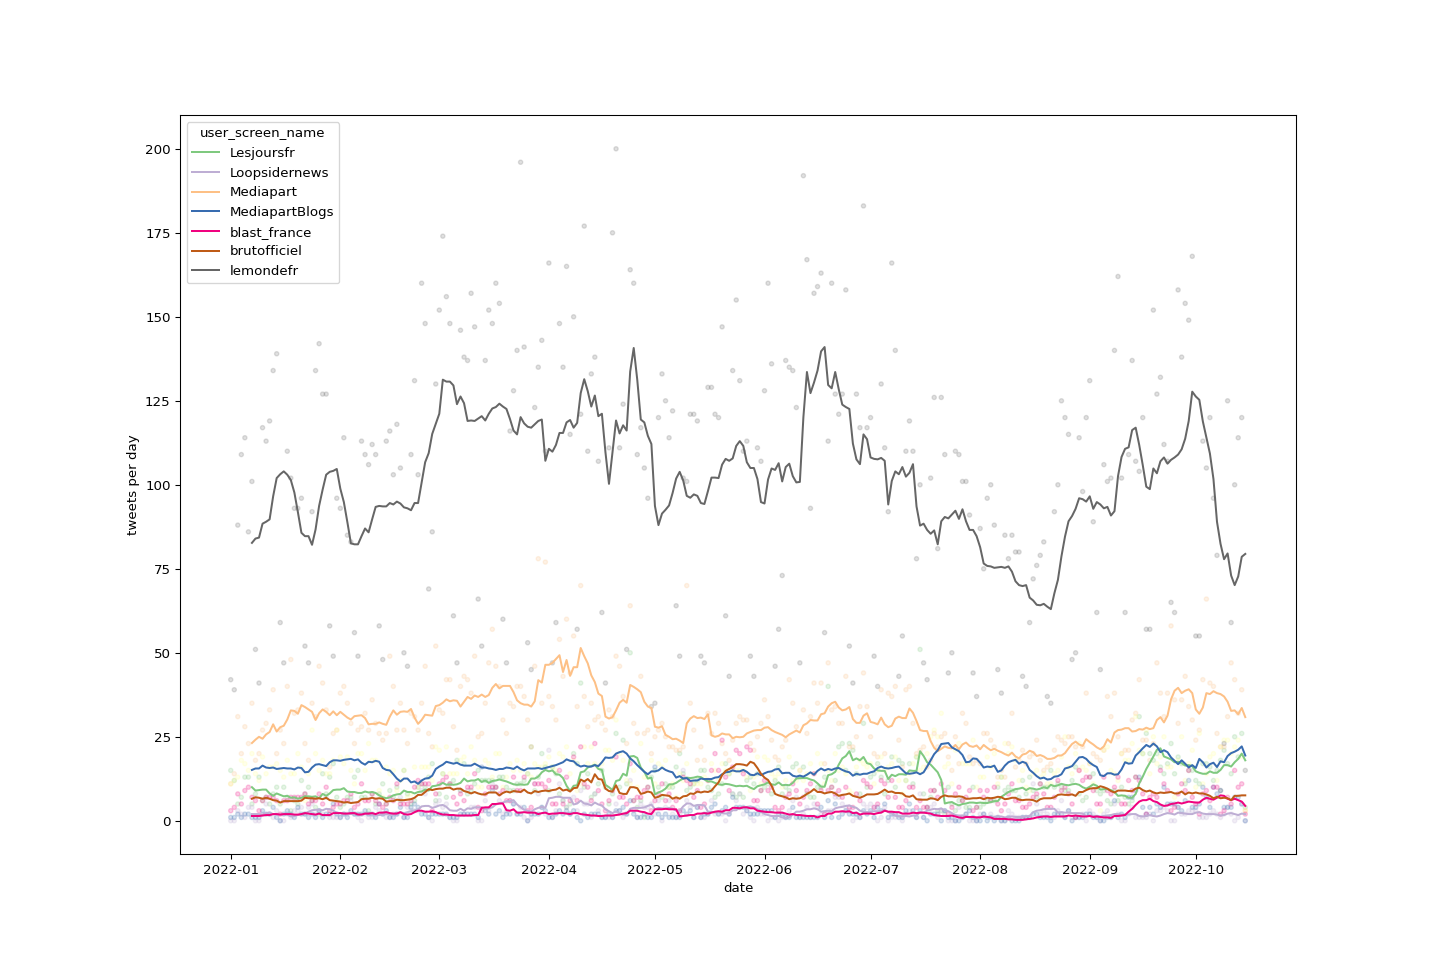 user_screen_name
Lesjoursfr
Loopsidernews
Mediapart
MediapartBlogs
blast_france
brutofficiel
lemondefr
200
175
150
125
100
75
50
25
0
tweets per day
2022-01 2022-02 2022-03 2022-04 2022-05 2022-06 2022-07 2022-08 2022-09 2022-10
date